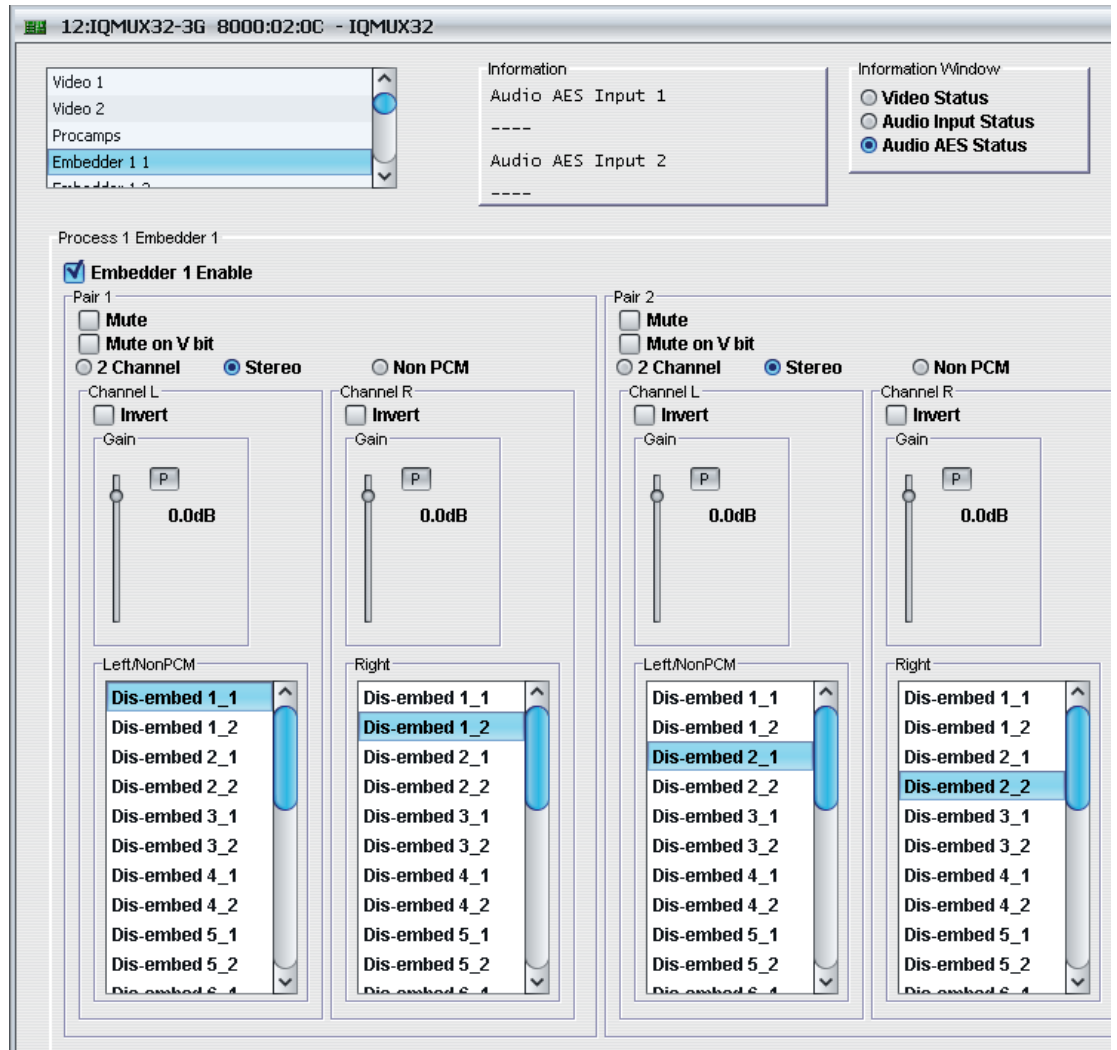 12:IQMUX32-3G 8000:02:0C - IQMUX32
Video 1
Video 2
Procamps
Embedder 1 1
Information
Audio AES Input 1
----
Audio AES Input 2
----
Information Window
Video Status
Audio Input Status
Audio AES Status
Process 1 Embedder 1
Embedder 1 Enable
Pair 1
Mute
Mute on V bit
2 Channel Stereo Non PCM
Channel L
Invert
Gain
P
0.0dB
Left/NonPCM
Dis-embed 1_1
Dis-embed 1_2
Dis-embed 2_1
Dis-embed 2_2
Dis-embed 3_1
Dis-embed 3_2
Dis-embed 4_1
Dis-embed 4_2
Dis-embed 5_1
Dis-embed 5_2
Channel R
Invert
Gain
P
0.0dB
Right
Dis-embed 1_1
Dis-embed 1_2
Dis-embed 2_1
Dis-embed 2_2
Dis-embed 3_1
Dis-embed 3_2
Dis-embed 4_1
Dis-embed 4_2
Dis-embed 5_1
Dis-embed 5_2
Pair 2
Mute
Mute on V bit
2 Channel Stereo Non PCM
Channel L
Invert
Gain
P
0.0dB
Left/NonPCM
Dis-embed 1_1
Dis-embed 1_2
Dis-embed 2_1
Dis-embed 2_2
Dis-embed 3_1
Dis-embed 3_2
Dis-embed 4_1
Dis-embed 4_2
Dis-embed 5_1
Dis-embed 5_2
Channel R
Invert
Gain
P
0.0dB
Right
Dis-embed 1_1
Dis-embed 1_2
Dis-embed 2_1
Dis-embed 2_2
Dis-embed 3_1
Dis-embed 3_2
Dis-embed 4_1
Dis-embed 4_2
Dis-embed 5_1
Dis-embed 5_2